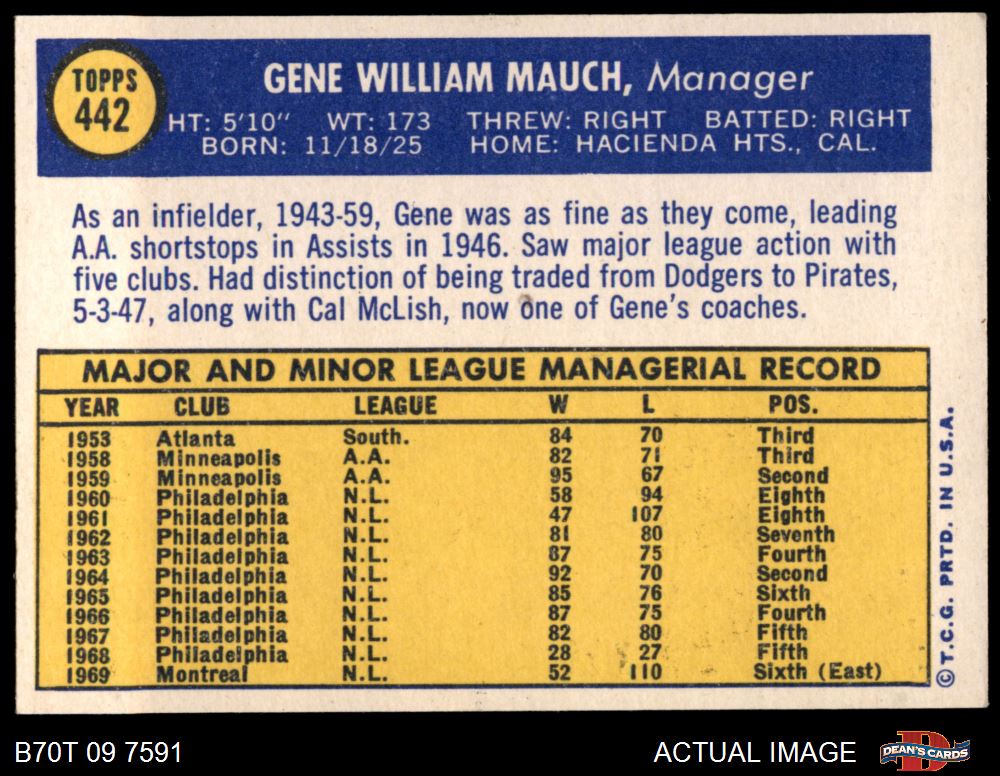 TOPPS
442
GENE WILLIAM MAUCH, Manager
HT: 5'10" WT: 173 THREW: RIGHT BATTED: RIGHT
BORN: 11/18/25 HOME: HACIENDA HTS., CAL.
As an infielder, 1943-59, Gene was as fine as they come, leading
A.A. shortstops in Assists in 1946. Saw major league action with
five clubs. Had distinction of being traded from Dodgers to Pirates,
5-3-47, along with Cal McLish, now one of Gene's coaches.
MAJOR AND MINOR LEAGUE MANAGERIAL RECORD
YEAR CLUB LEAGUE W L POS.
1953 Atlanta South. 84 70 Third
1958 Minneapolis A.A. 82 71 Third
1959 Minneapolis A.A. 95 67 Second
1960 Philadelphia N.L. 58 94 Eighth
1961 Philadelphia N.L. 47 107 Eighth
1962 Philadelphia N.L. 81 80 Seventh
1963 Philadelphia N.L. 87 75 Fourth
1964 Philadelphia N.L. 92 70 Second
1965 Philadelphia N.L. 85 76 Sixth
1966 Philadelphia N.L. 87 75 Fourth
1967 Philadelphia N.L. 82 80 Fifth
1968 Philadelphia N.L. 28 27 Fifth
1969 Montreal N.L. 52 110 Sixth (East)
© T.C.G. PRTD. IN U.S.A.
B70T 09 7591
ACTUAL IMAGE
DEAN'S CARDS